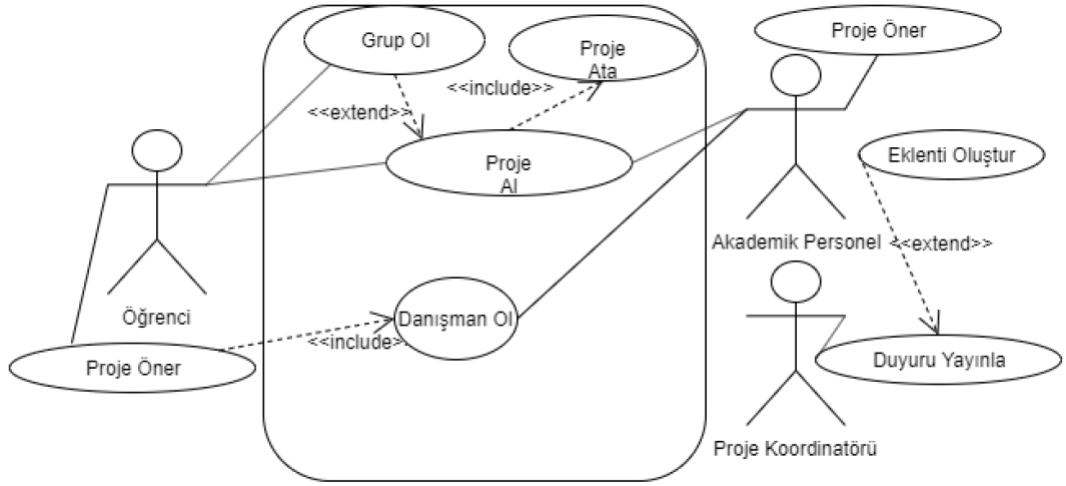 Grup Ol
Proje
Ata
Proje Öner
<<include>>
<<extend>>
Proje
Al
Eklenti Oluştur
Akademik Personel
<<extend>>
Öğrenci
Danışman Ol
<<include>
Proje Öner
Duyuru Yayınla
Proje Koordinatörü